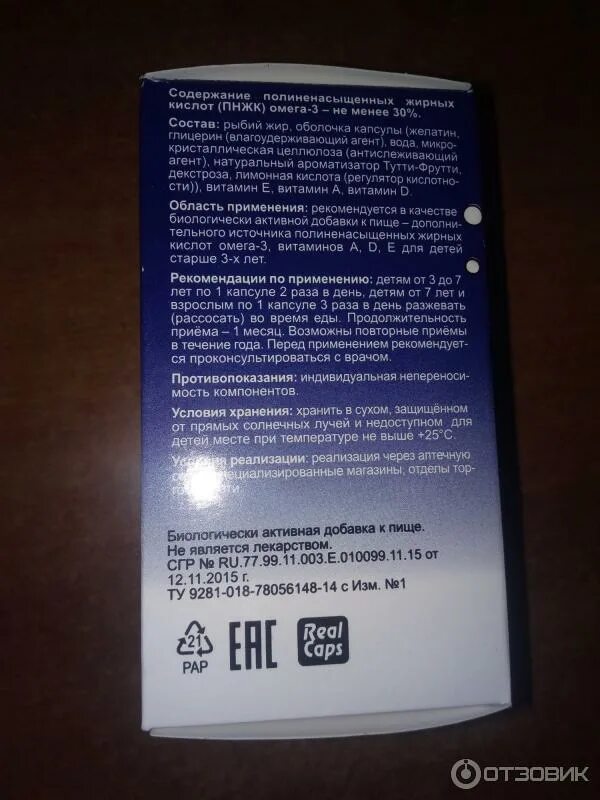 Содержание полиненасыщенных жирных
кислот (ПНЖК) омега-3 – не менее 30%.
Состав: рыбий жир, оболочка капсулы (желатин,
глицерин (влагоудерживающий агент), вода, микро-
кристаллическая целлюлоза (антислеживающий
агент), натуральный ароматизатор Тутти-Фрутти,
декстроза, лимонная кислота (регулятор кислотно-
сти)), витамин Е, витамин А, витамин D.
Область применения: рекомендуется в качестве
биологически активной добавки к пище – дополни-
тельного источника полиненасыщенных жирных
кислот омега-3, витаминов А, D, Е для детей
старше 3-х лет.
Рекомендации по применению: детям от 3 до 7
лет по 1 капсуле 2 раза в день, детям от 7 лет и
взрослым по 1 капсуле 3 раза в день разжевать
(рассосать) во время еды. Продолжительность
приёма – 1 месяц. Возможны повторные приёмы
в течение года. Перед применением рекомендует-
ся проконсультироваться с врачом.
Противопоказания: индивидуальная непереноси-
мость компонентов.
Условия хранения: хранить в сухом, защищённом
от прямых солнечных лучей и недоступном для
детей месте при температуре не выше +25°С.
реализации: реализация через аптечную
специализированные магазины, отделы тор-
Биологически активная добавка к пище.
Не является лекарством.
СГР № RU.77.99.11.003.Е.010099.11.15 от
12.11.2015 г.
ТУ 9281-018-78056148-14 с Изм. №1
21
PAP
ЕАС
Real
Caps
ОТЗОВИК